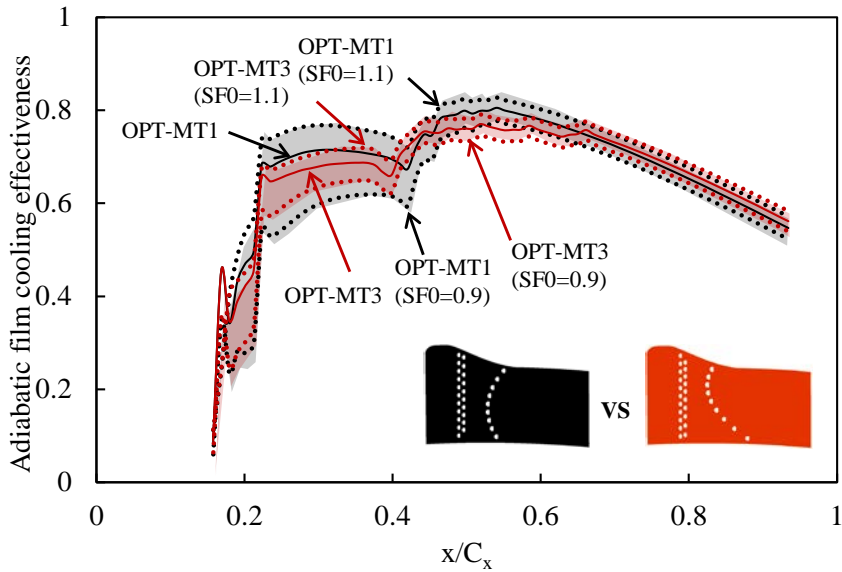 Adiabatic film cooling effectiveness
1
0.8
0.6
0.4
0.2
0
0
0.2
0.4
0.6
0.8
1
x/Cₓ
OPT-MT1
(SF0=1.1)
OPT-MT3
(SF0=1.1)
OPT-MT1
OPT-MT3
OPT-MT1
(SF0=0.9)
OPT-MT3
(SF0=0.9)
vs